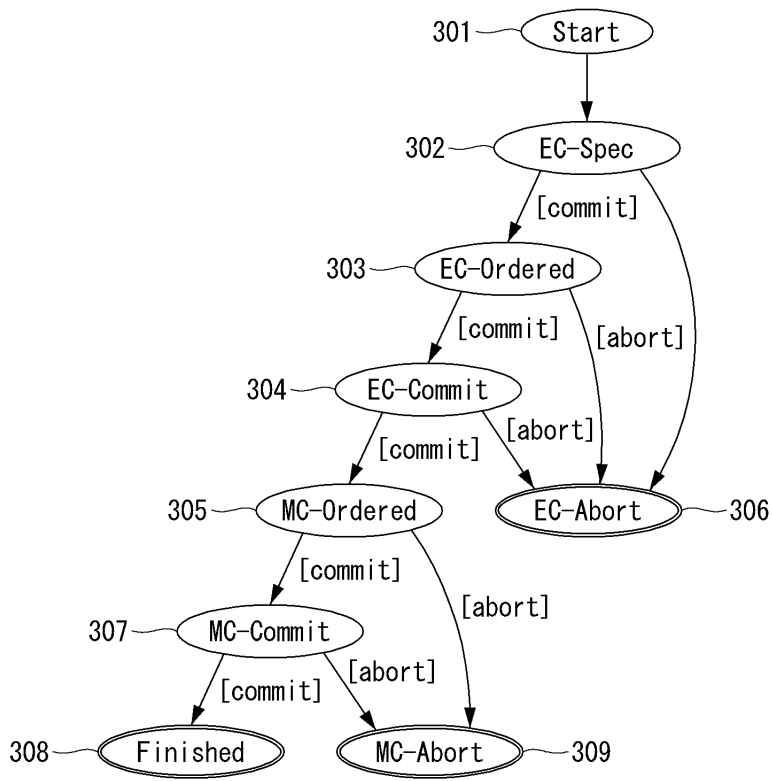 301 Start
302 EC-Spec
[commit]
303 EC-Ordered
[commit] [abort]
304 EC-Commit
[commit] [abort]
305 MC-Ordered EC-Abort 306
[commit]
[abort]
307 MC-Commit
[commit] [abort]
308 Finished MC-Abort 309